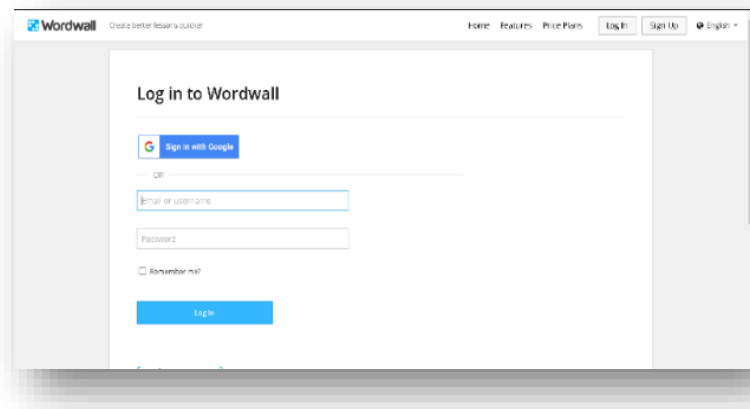 Wordwall Create better lessons quicker Home Features Price Plans Log In Sign Up English
Log in to Wordwall
G Sign in with Google
OR
Email or username
Password
Remember me?
Log In